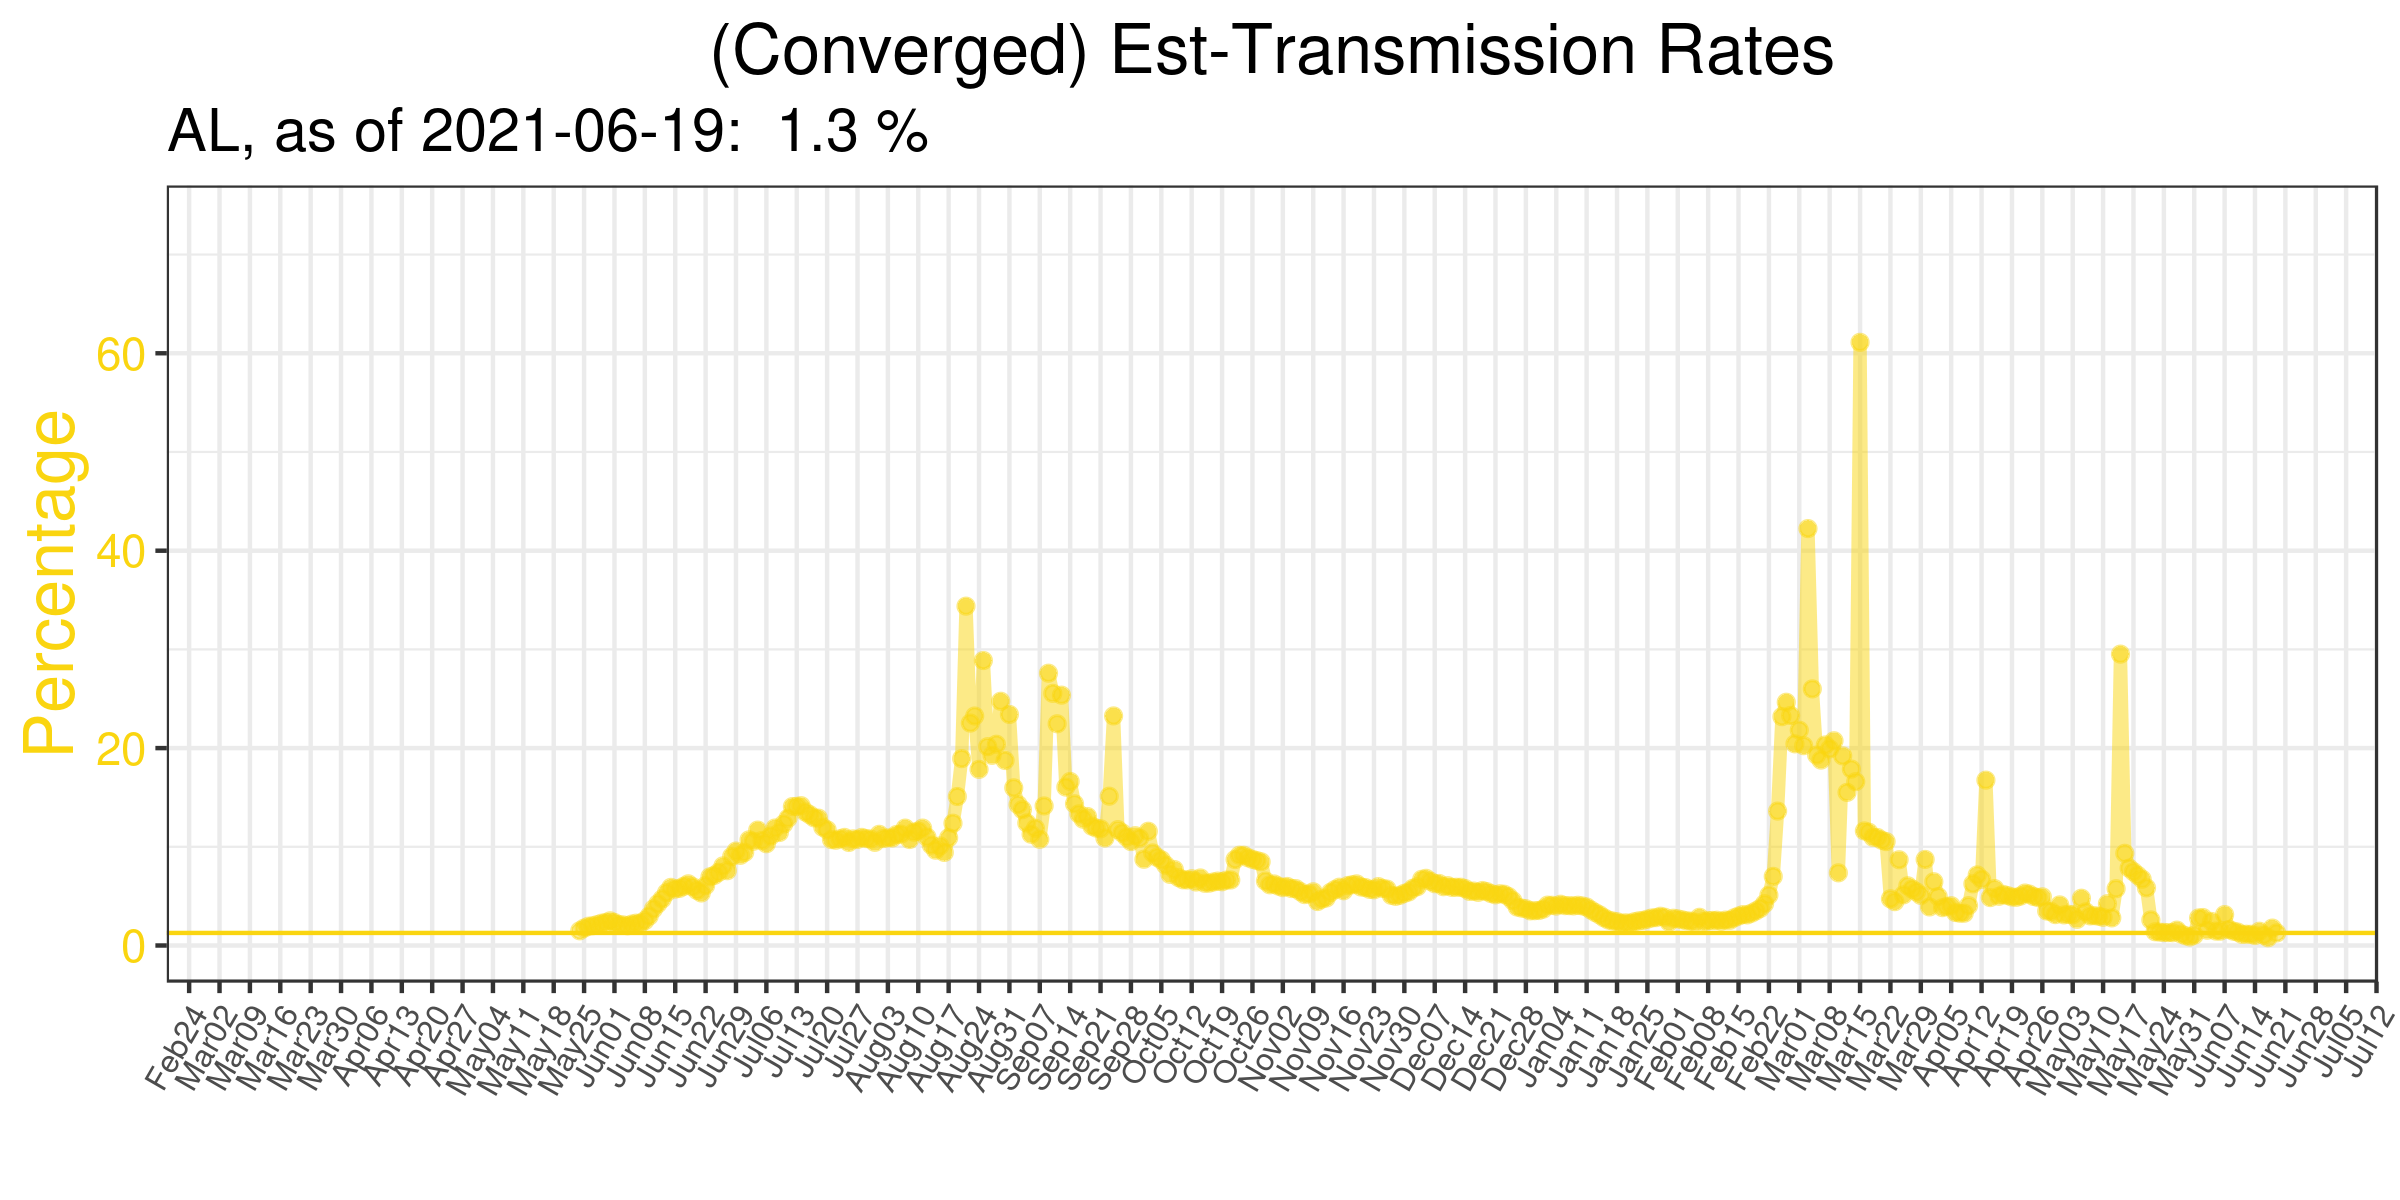 (Converged) Est-Transmission Rates
AL, as of 2021-06-19: 1.3 %
Percentage
60
40
20
0
Feb24
Mar02
Mar09
Mar16
Mar23
Mar30
Apr06
Apr13
Apr20
Apr27
May04
May11
May18
May25
Jun01
Jun08
Jun15
Jun22
Jun29
Jul06
Jul13
Jul20
Jul27
Aug03
Aug10
Aug17
Aug24
Aug31
Sep07
Sep14
Sep21
Sep28
Oct05
Oct12
Oct19
Oct26
Nov02
Nov09
Nov16
Nov23
Nov30
Dec07
Dec14
Dec21
Dec28
Jan04
Jan11
Jan18
Jan25
Feb01
Feb08
Feb15
Feb22
Mar01
Mar08
Mar15
Mar22
Mar29
Apr05
Apr12
Apr19
Apr26
May03
May10
May17
May24
May31
Jun07
Jun14
Jun21
Jun28
Jul05
Jul12